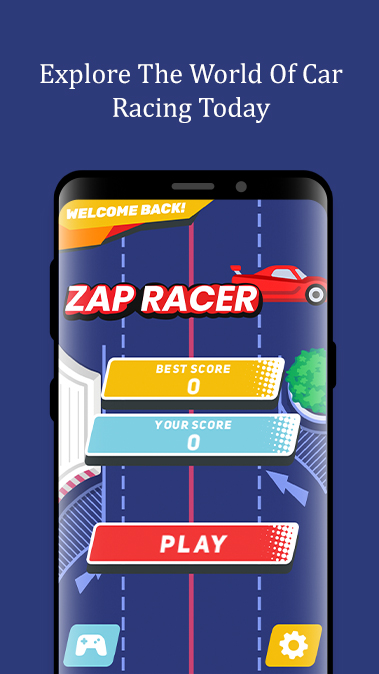 Explore The World Of Car
Racing Today
WELCOME BACK!
ZAP RACER
BEST SCORE
0
YOUR SCORE
0
PLAY